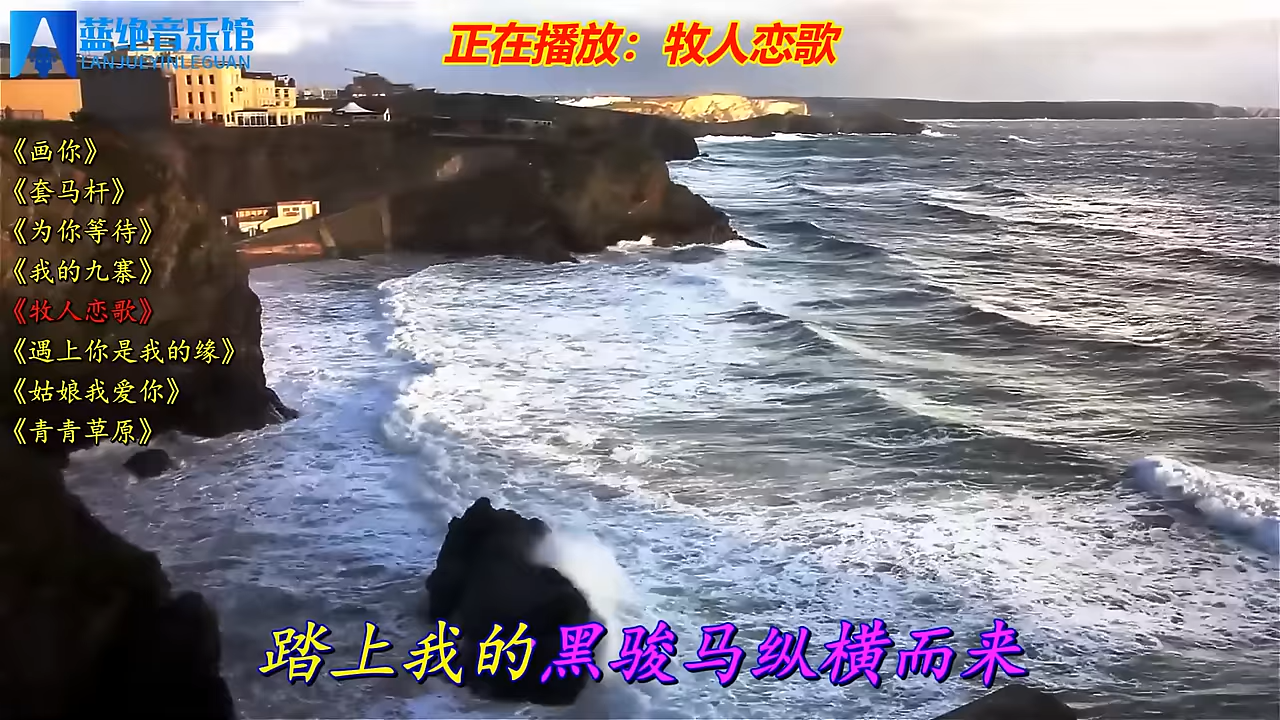 蓝绝音乐馆
LANJUEYINLEGUAN
正在播放：牧人恋歌
《画你》
《套马杆》
《为你等待》
《我的九寨》
《牧人恋歌》
《遇上你是我的缘》
《姑娘我爱你》
《青青草原》
踏上我的黑骏马纵横而来